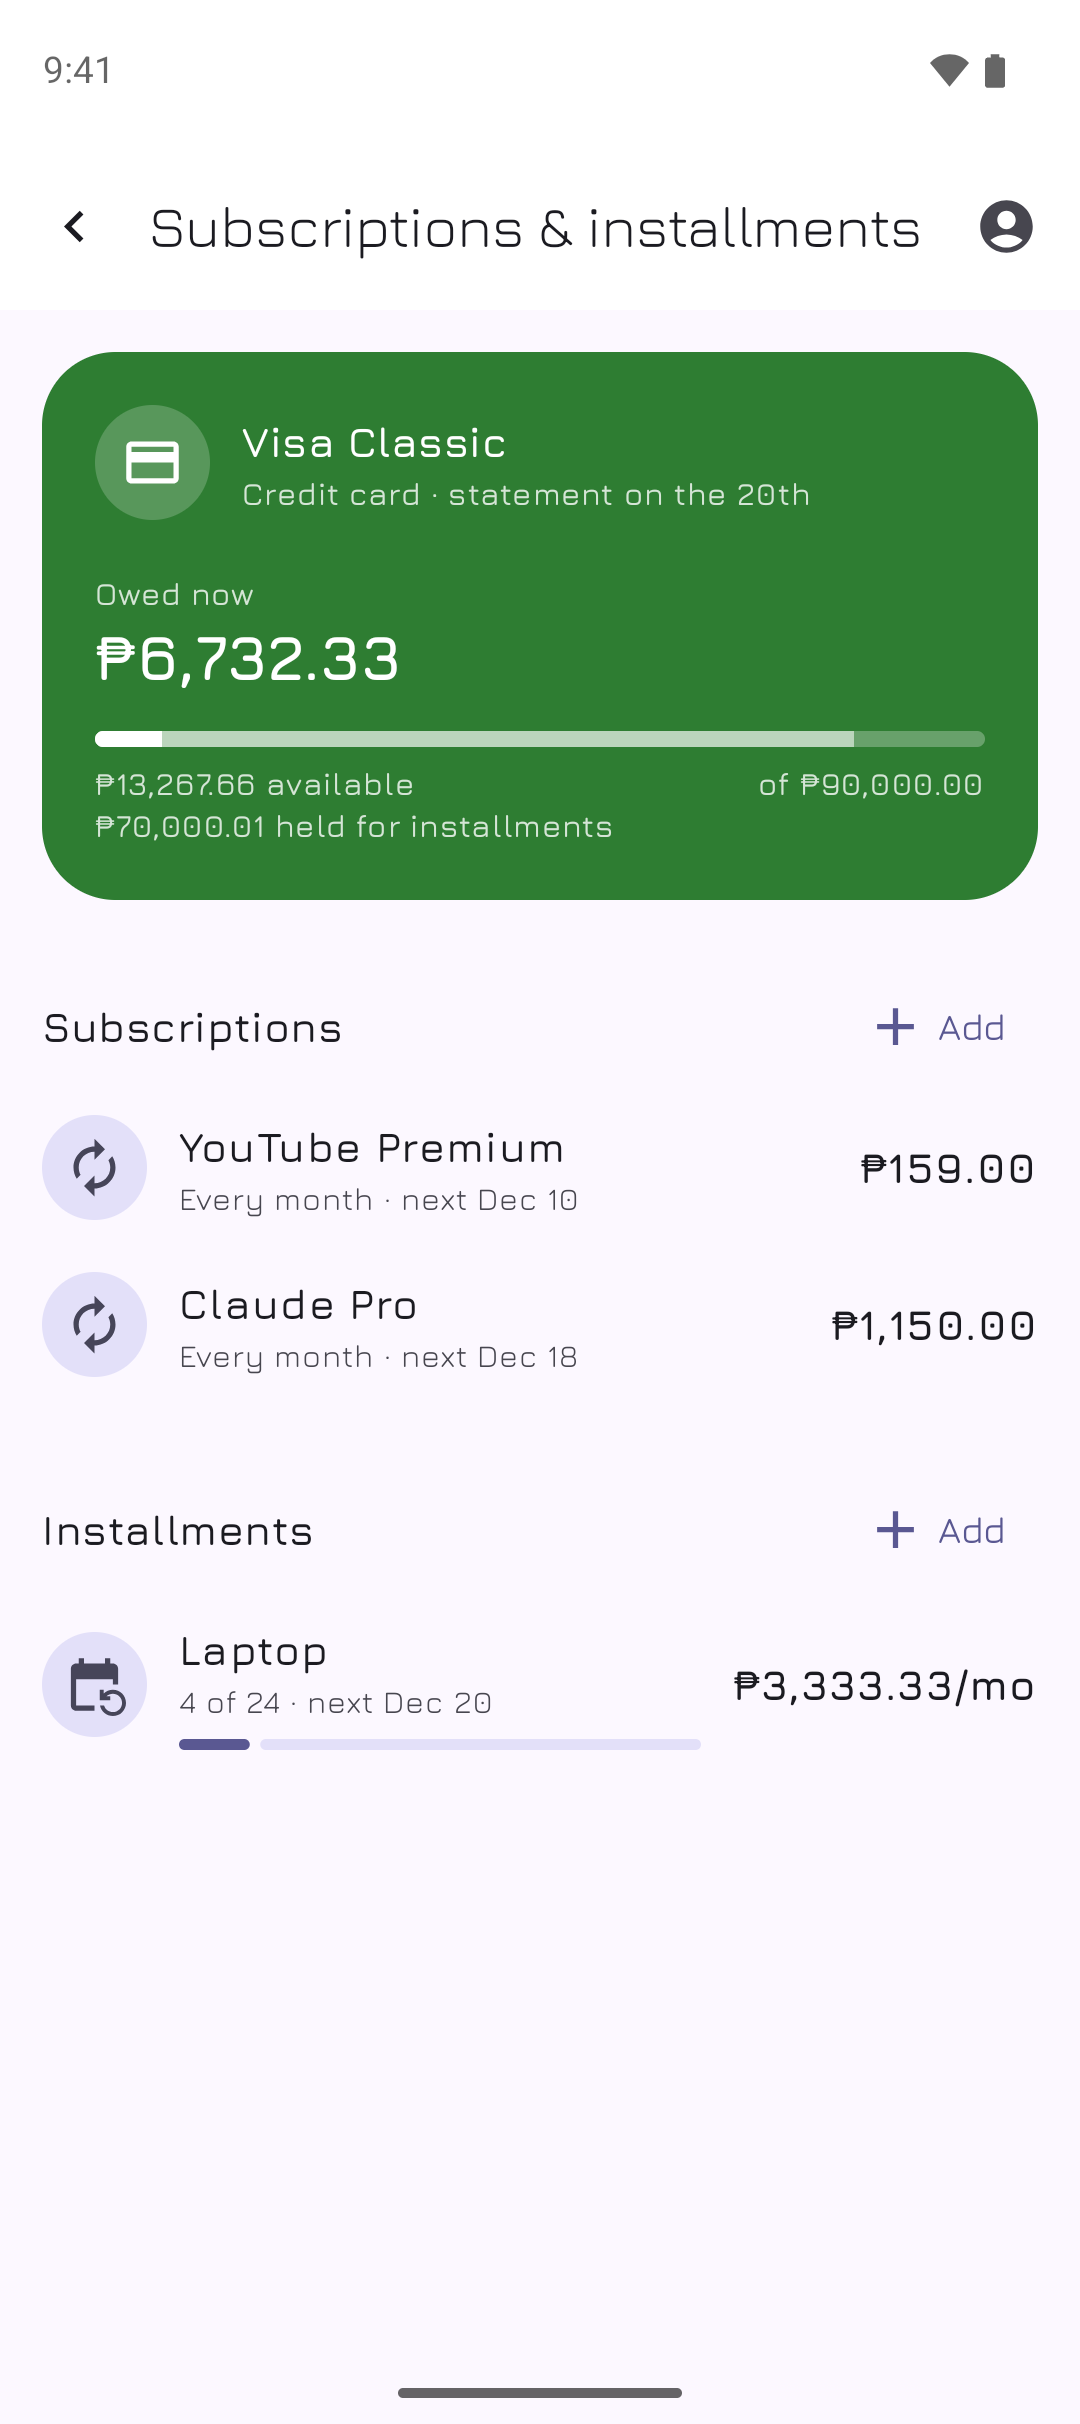 9:41
Subscriptions & installments
Visa Classic
Credit card · statement on the 20th
Owed now
₱6,732.33
₱13,267.66 available
of ₱90,000.00
₱70,000.01 held for installments
Subscriptions
Add
YouTube Premium
Every month · next Dec 10
₱159.00
Claude Pro
Every month · next Dec 18
₱1,150.00
Installments
Add
Laptop
4 of 24 · next Dec 20
₱3,333.33/mo